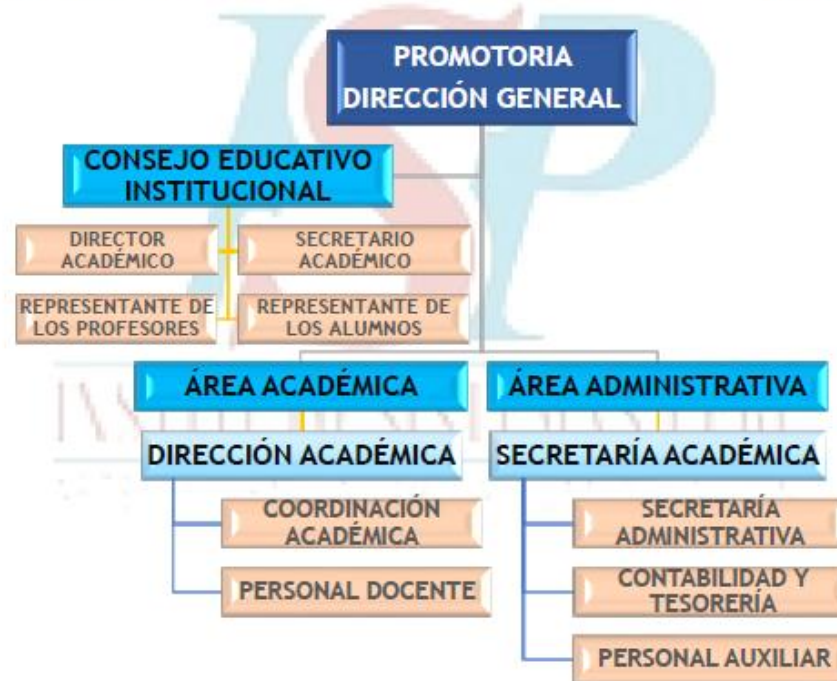 PROMOTORIA
DIRECCIÓN GENERAL
CONSEJO EDUCATIVO
INSTITUCIONAL
DIRECTOR
ACADÉMICO
SECRETARIO
ACADÉMICO
REPRESENTANTE DE
LOS PROFESORES
REPRESENTANTE DE
LOS ALUMNOS
ÁREA ACADÉMICA
ÁREA ADMINISTRATIVA
DIRECCIÓN ACADÉMICA
SECRETARÍA ACADÉMICA
COORDINACIÓN
ACADÉMICA
SECRETARÍA
ADMINISTRATIVA
PERSONAL DOCENTE
CONTABILIDAD Y
TESORERÍA
PERSONAL AUXILIAR